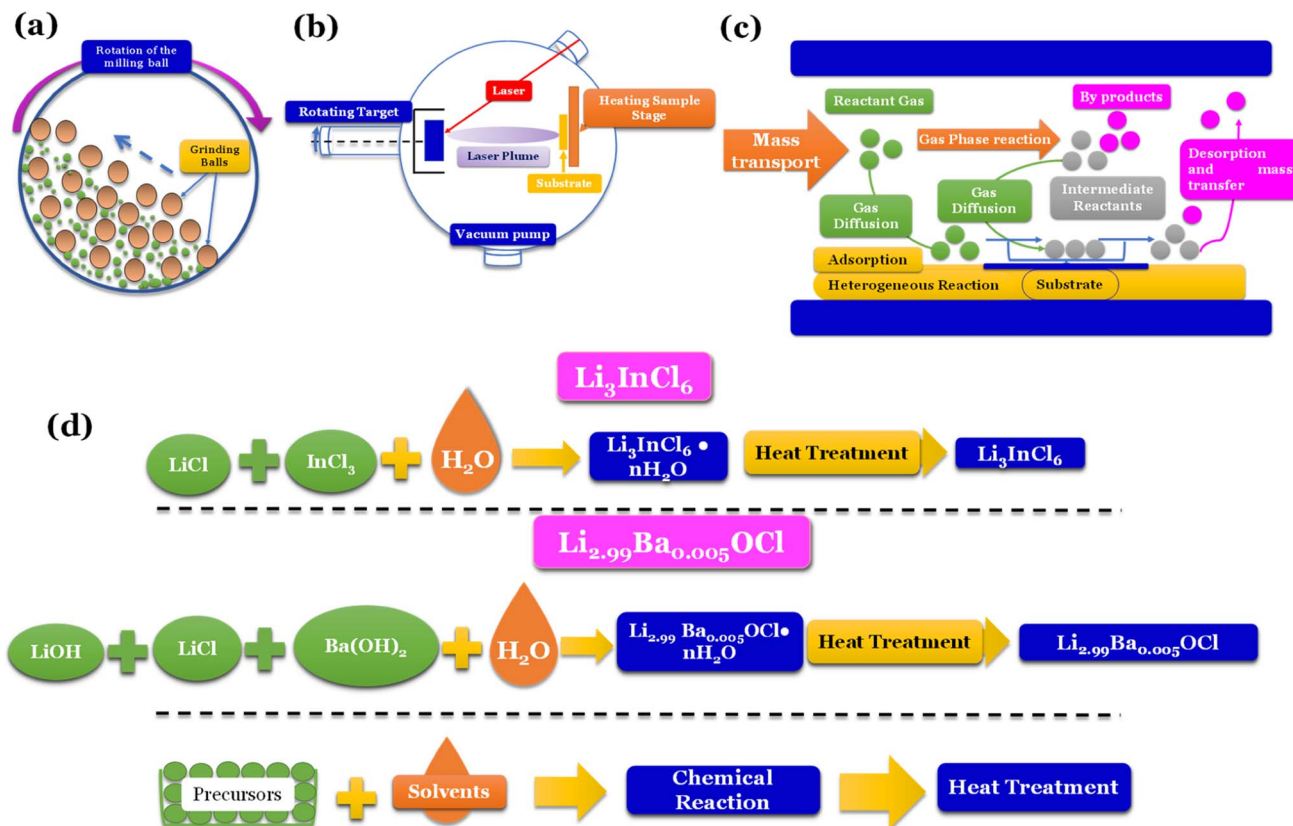 (a)
Rotation of the
milling ball
Grinding
Balls
(b)
Laser
Rotating Target
Heating Sample
Stage
Laser Plume
Substrate
Vacuum pump
(c)
Reactant Gas
By products
Mass
transport
Gas Phase reaction
Desorption
and mass
transfer
Gas
Diffusion
Gas
Diffusion
Intermediate
Reactants
Adsorption
Heterogeneous Reaction
Substrate
(d)
Li₃InCl₆
LiCl
InCl₃
H₂O
Li₃InCl₆ •
nH₂O
Heat Treatment
Li₃InCl₆
Li₂.₉₉Ba₀.₀₀₅OCl
LiOH
LiCl
Ba(OH)₂
H₂O
Li₂.₉₉ Ba₀.₀₀₅OCl•
nH₂O
Heat Treatment
Li₂.₉₉Ba₀.₀₀₅OCl
Precursors
Solvents
Chemical
Reaction
Heat Treatment